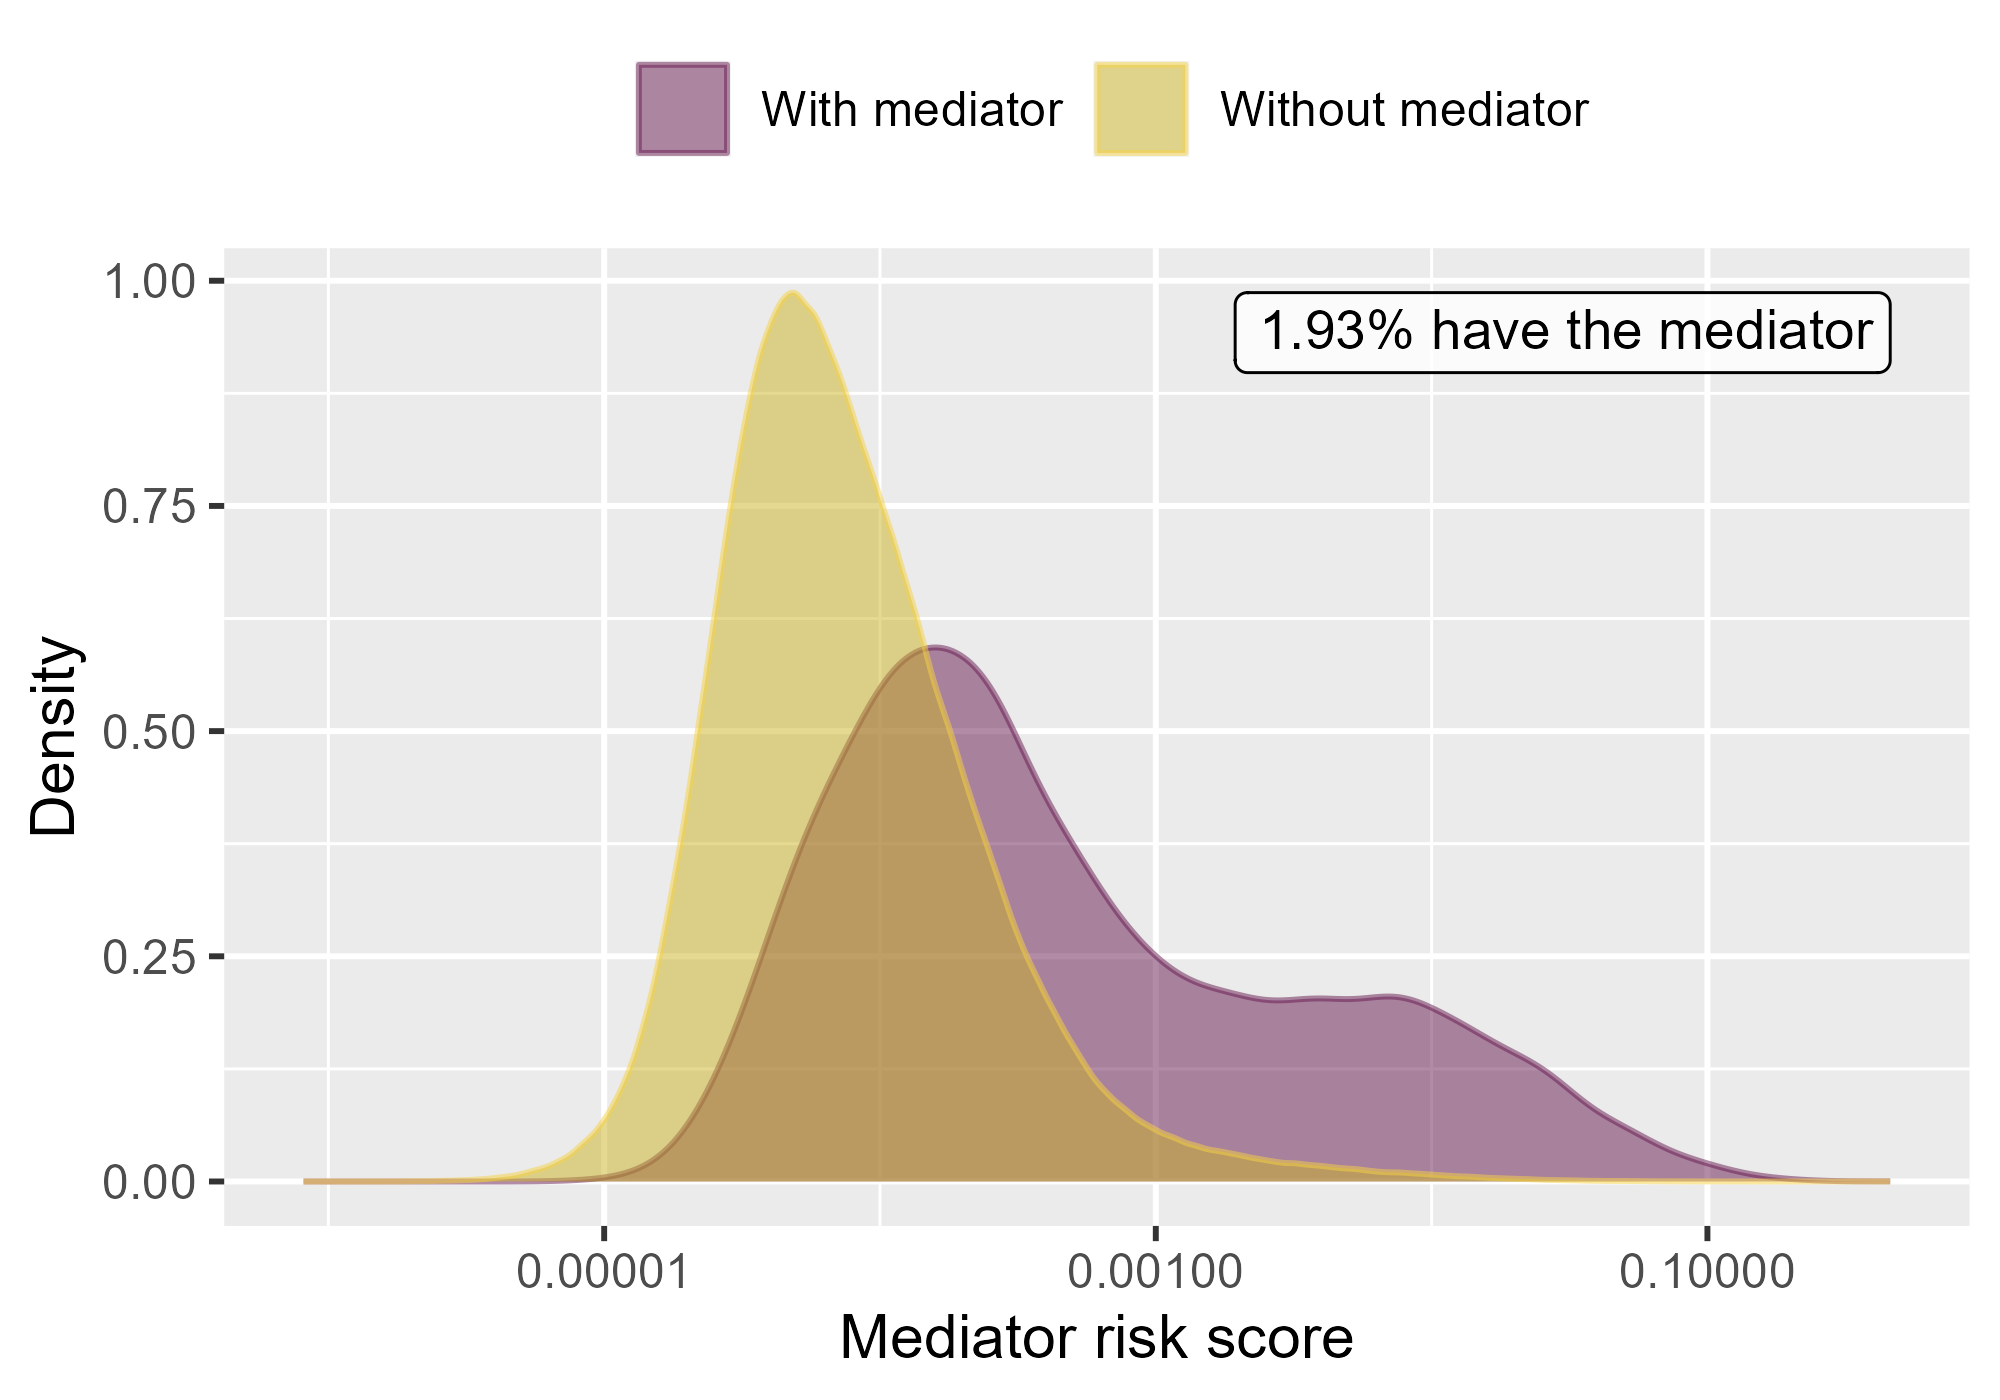 With mediator
Without mediator
1.93% have the mediator
1.00
0.75
0.50
0.25
0.00
Density
0.00001
0.00100
0.10000
Mediator risk score